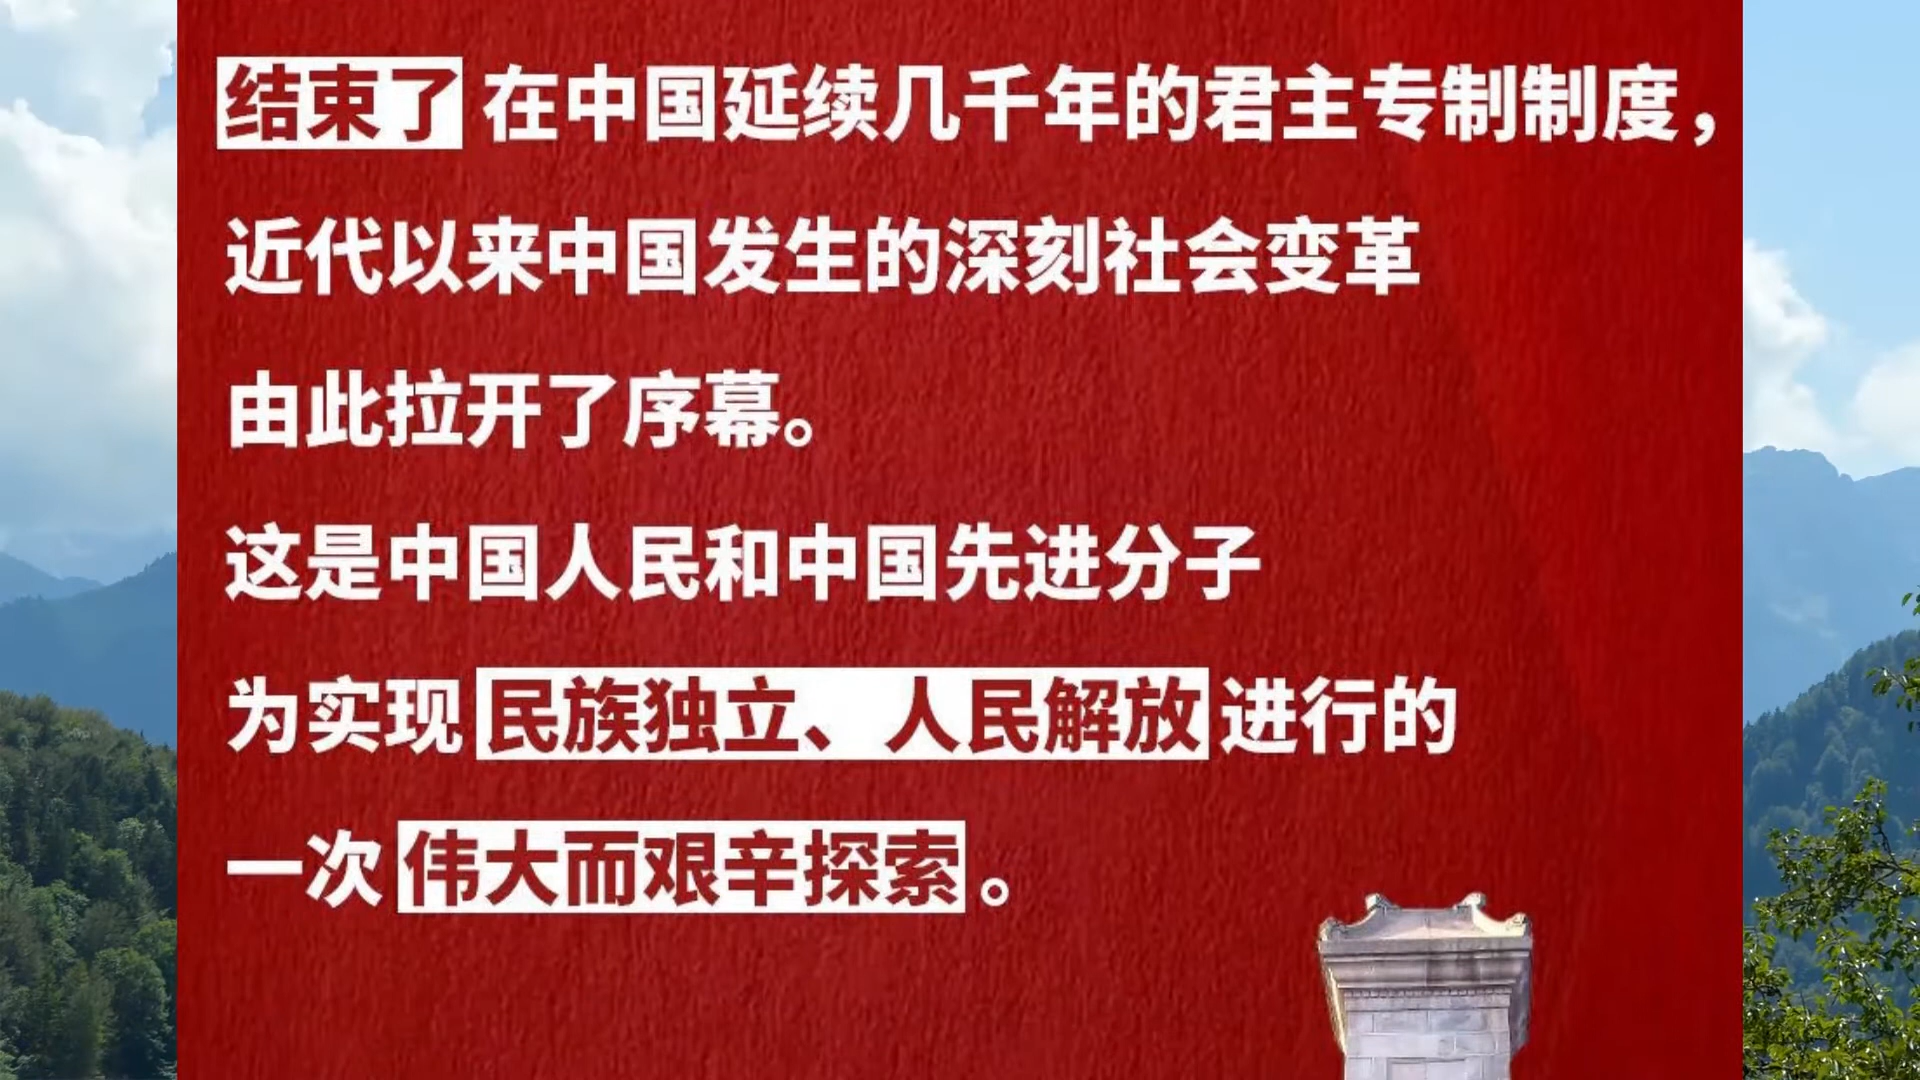 结束了在中国延续几千年的君主专制制度，
近代以来中国发生的深刻社会变革
由此拉开了序幕。
这是中国人民和中国先进分子
为实现民族独立、人民解放进行的
一次伟大而艰辛探索。